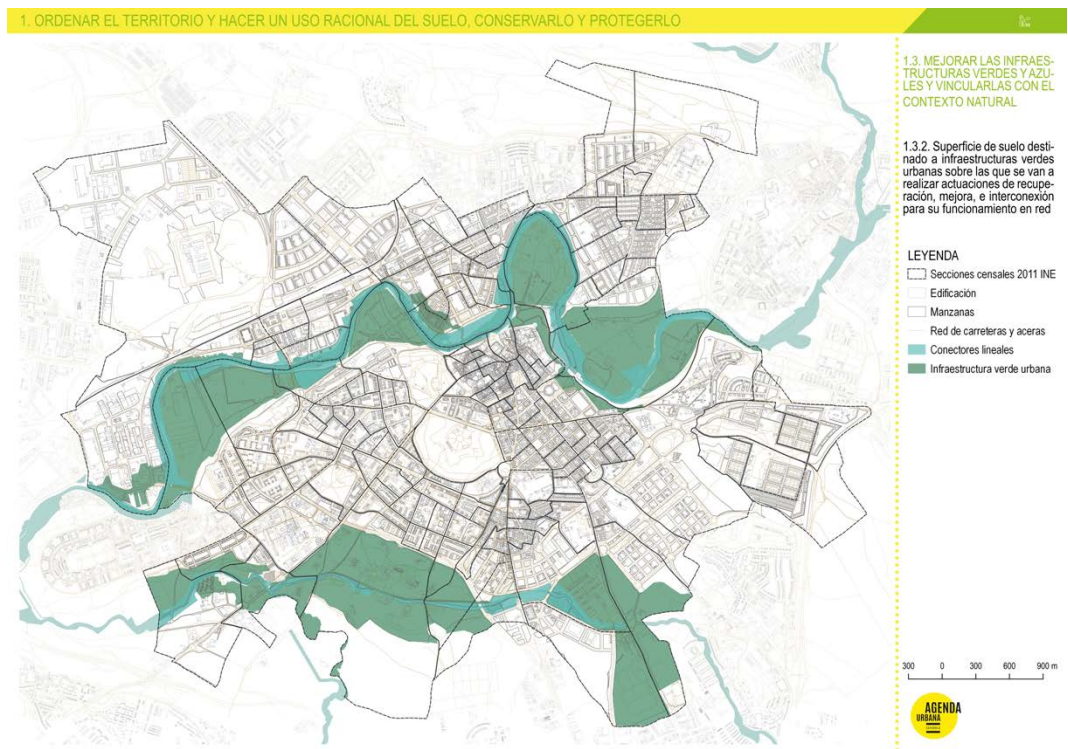 1. ORDENAR EL TERRITORIO Y HACER UN USO RACIONAL DEL SUELO, CONSERVARLO Y PROTEGERLO
1.3. MEJORAR LAS INFRAES-
TRUCTURAS VERDES Y AZU-
LES Y VINCULARLAS CON EL
CONTEXTO NATURAL
1.3.2. Superficie de suelo desti-
nado a infraestructuras verdes
urbanas sobre las que se van a
realizar actuaciones de recupe-
ración, mejora, e interconexión
para su funcionamiento en red
LEYENDA
Secciones censales 2011 INE
Edificación
Manzanas
Red de carreteras y aceras
Conectores lineales
Infraestructura verde urbana
300 0 300 600 900 m
AGENDA
URBANA